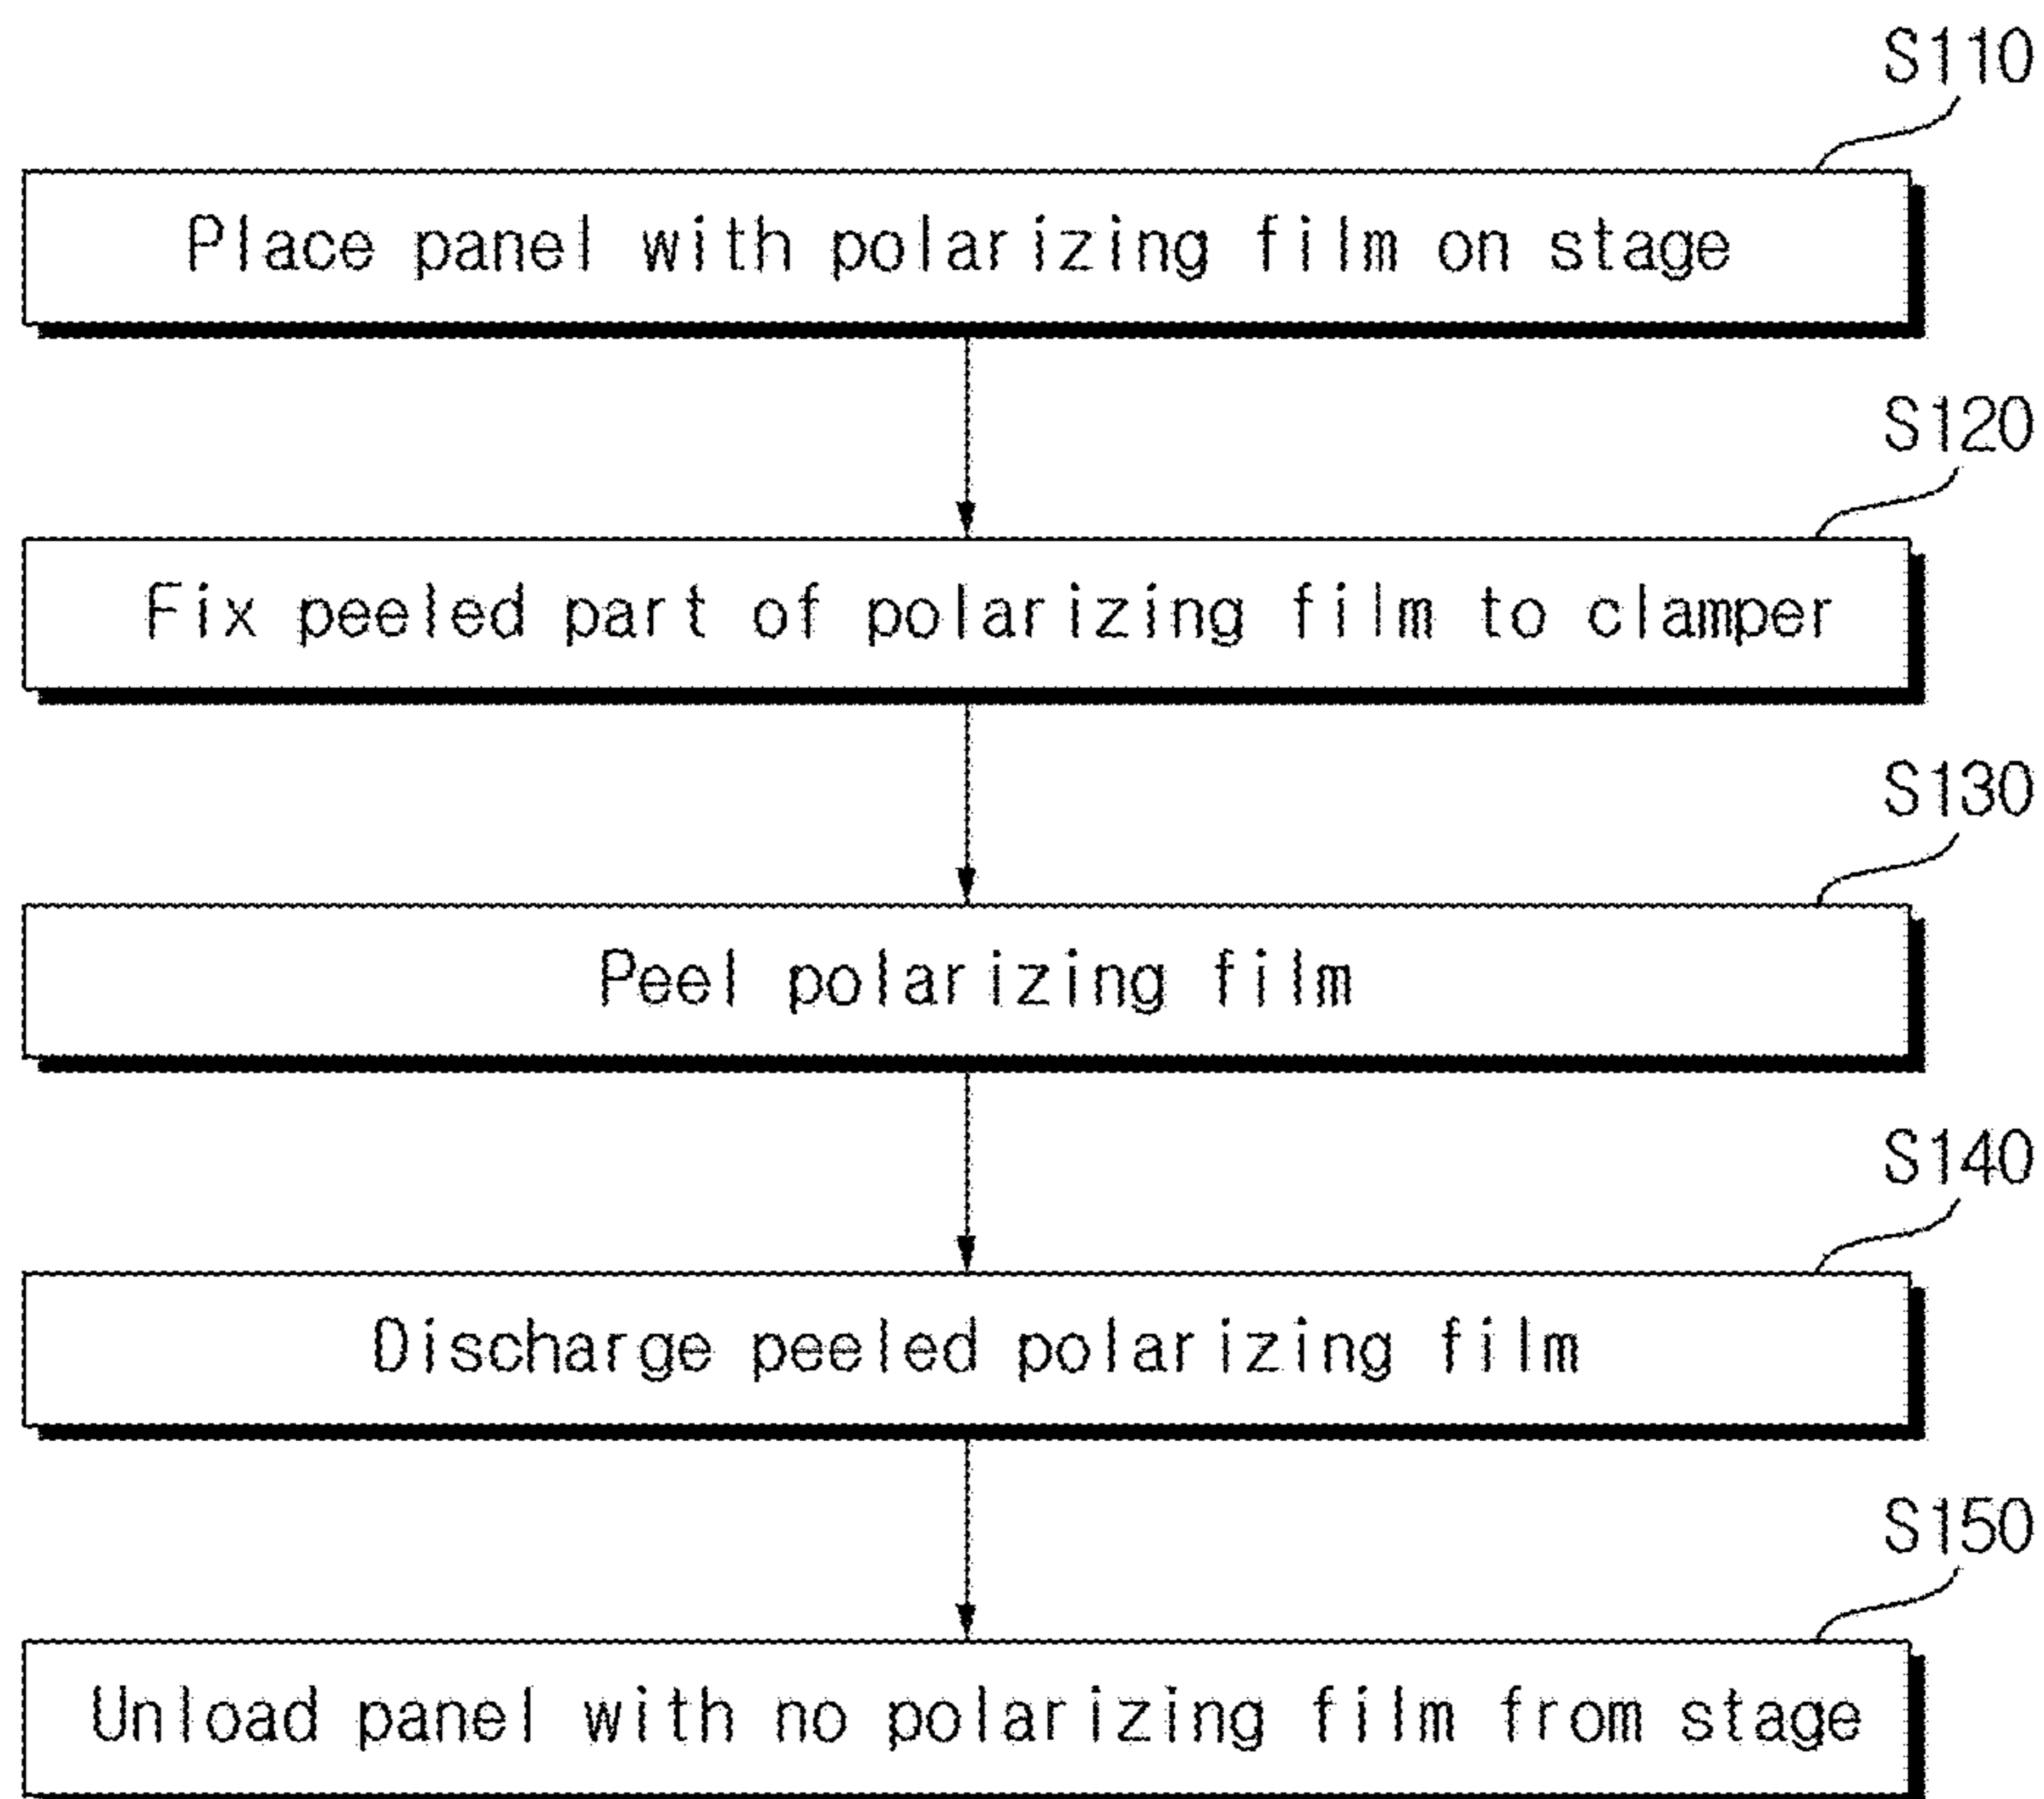 S110
Place panel with polarizing film on stage
S120
Fix peeled part of polarizing film to clamper
S130
Peel polarizing film
S140
Discharge peeled polarizing film
S150
Unload panel with no polarizing film from stage